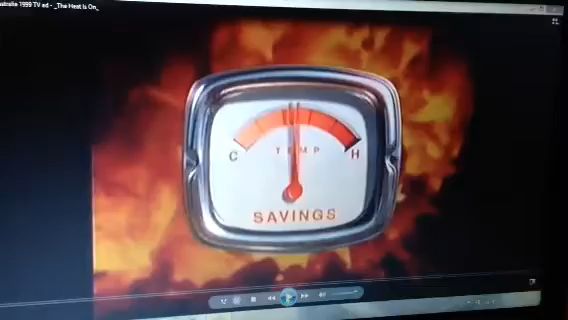 stralia 1999 TV ad - _The Heat Is On_
C TEMP H
SAVINGS